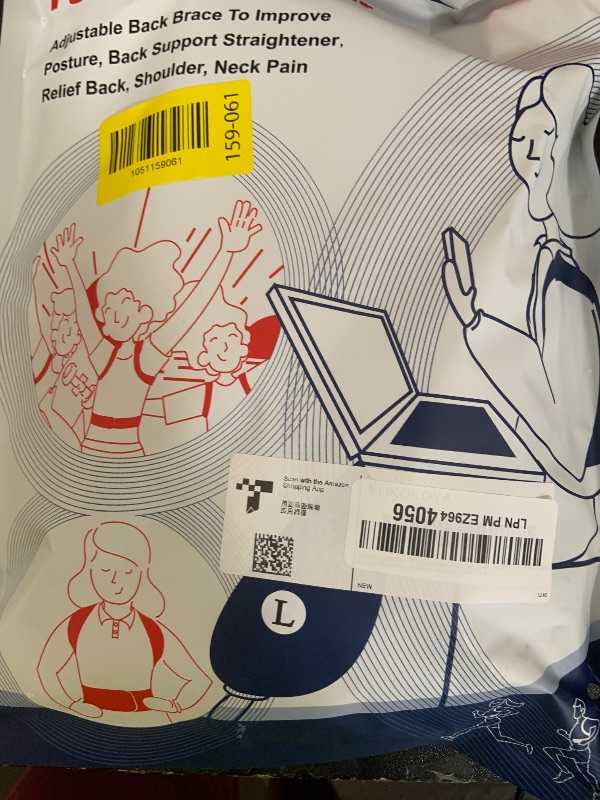 Adjustable Back Brace To Improve
Posture, Back Support Straightener,
Relief Back, Shoulder, Neck Pain
1051159061
159-061
Scan with the Amazon
Shopping App
YOKOKOYA
LPN PM EZ964 4056
NEW
L